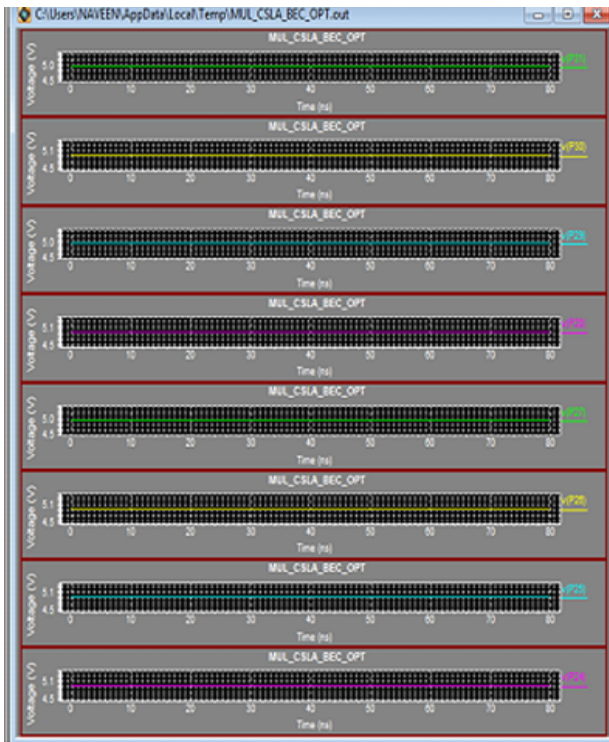 C:\Users\NAVEEN\AppData\Local\Temp\MUL_CSLA_BEC_OPT.out
MUL_CSLA_BEC_OPT
Voltage (V)
5.0
4.5
v(P31)
0 10 20 30 40 50 60 70 80
Time (ns)
MUL_CSLA_BEC_OPT
Voltage (V)
5.1
4.5
v(P30)
0 10 20 30 40 50 60 70 80
Time (ns)
MUL_CSLA_BEC_OPT
Voltage (V)
5.0
4.5
v(P29)
0 10 20 30 40 50 60 70 80
Time (ns)
MUL_CSLA_BEC_OPT
Voltage (V)
5.1
4.5
0 10 20 30 40 50 60 70 80
Time (ns)
MUL_CSLA_BEC_OPT
Voltage (V)
5.0
4.5
v(P27)
0 10 20 30 40 50 60 70 80
Time (ns)
MUL_CSLA_BEC_OPT
Voltage (V)
5.1
4.5
v(P26)
0 10 20 30 40 50 60 70 80
Time (ns)
MUL_CSLA_BEC_OPT
Voltage (V)
5.1
4.5
v(P25)
0 10 20 30 40 50 60 70 80
Time (ns)
MUL_CSLA_BEC_OPT
Voltage (V)
5.1
4.5
v(P24)
0 10 20 30 40 50 60 70 80
Time (ns)